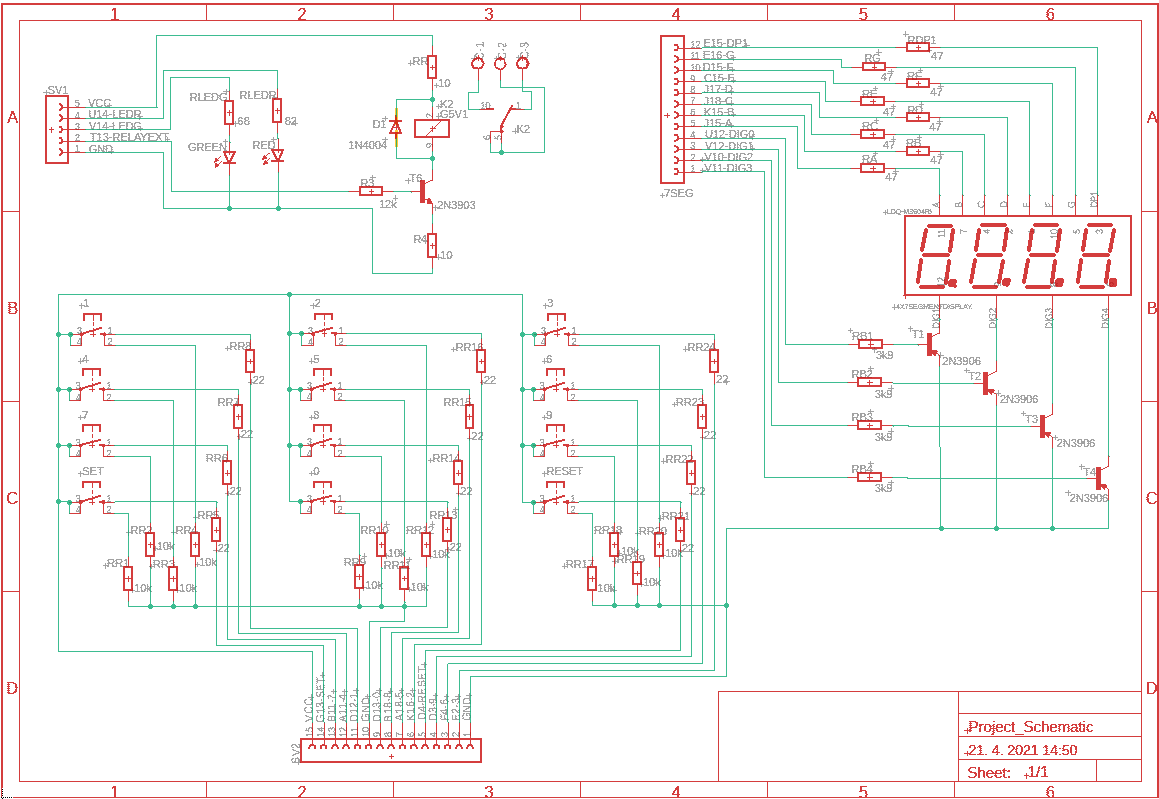 1 2 3 4 5 6
A
B
C
D
SV1
5 VCC
4 U14-LEDR
3 V14-LEDG
2 T13-RELAYEXT
1 GND
RLEDG
68
RLEDR
82
GREEN
RED
RR
10
K2
G5V1
D1
1N4004
R3
12k
T6
2N3903
R4
10
K2
12 E15-DP1
11 E16-G
10 D15-F
9 C15-E
8 J17-D
7 J18-C
6 K15-B
5 J15-A
4 U12-DIG0
3 V12-DIG1
2 V10-DIG2
1 V11-DIG3
7SEG
RDP1
47
RG
47
RF
47
RE
47
RD
47
RC
47
RB
47
RA
47
A B C D E F G DP1
LDQ-M3604RI
4X7SEGMENTDISPLAY.
DIG1 DIG2 DIG3 DIG4
RB1
3k9
T1
2N3906
RB2
3k9
T2
2N3906
RB3
3k9
T3
2N3906
RB4
3k9
T4
2N3906
1 2 3
4 5 6
7 8 9
SET 0 RESET
RR8
22
RR7
22
RR6
22
RR5
22
RR2
10k
RR4
10k
RR1
10k
RR3
10k
RR16
22
RR15
22
RR14
22
RR13
22
RR10
10k
RR12
10k
RR9
10k
RR11
10k
RR24
22
RR23
22
RR22
22
RR21
22
RR18
10k
RR20
10k
RR17
10k
RR19
10k
SV2
15 VCC
14 G13-SET
13 B11-7
12 A11-4
11 D12-1
10 GND
9 D13-0
8 B18-8
7 A18-5
6 K16-2
5 D4-RESET
4 D3-9
3 F4-6
2 E2-3
1 GND
Project_Schematic
21. 4. 2021 14:50
Sheet: 1/1
1 2 3 4 5 6